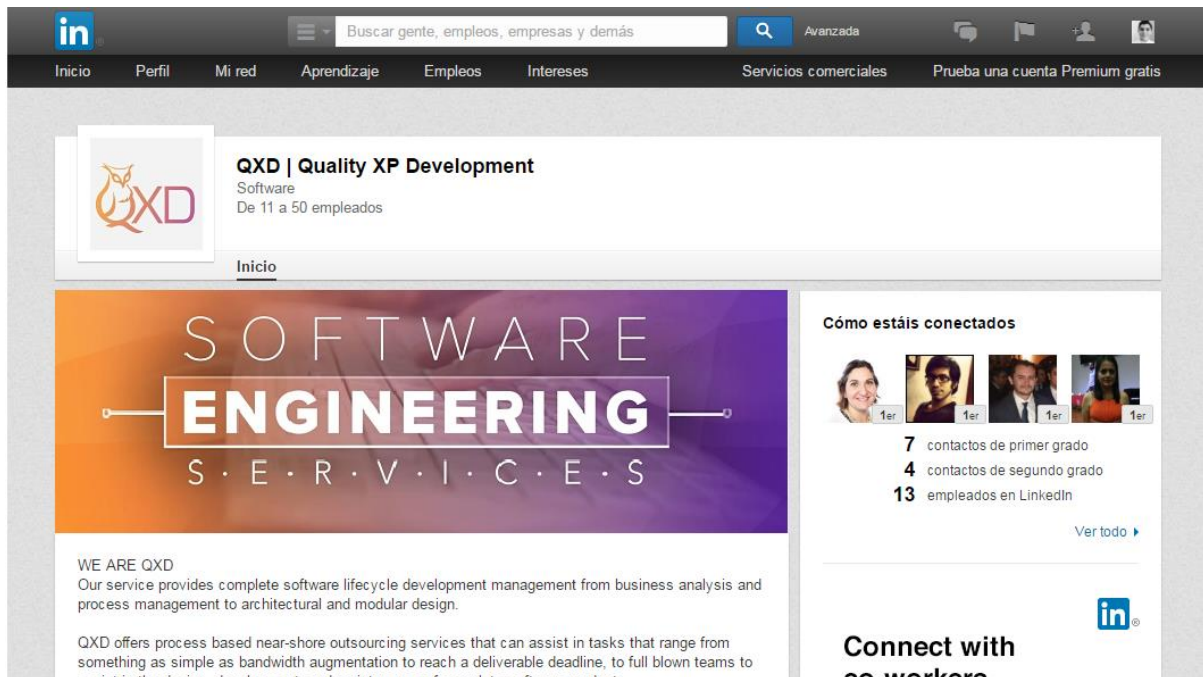 in
Buscar gente, empleos, empresas y demás
Avanzada
Inicio Perfil Mi red Aprendizaje Empleos Intereses Servicios comerciales Prueba una cuenta Premium gratis
QXD
QXD | Quality XP Development
Software
De 11 a 50 empleados
Inicio
SOFTWARE
ENGINEERING
S·E·R·V·I·C·E·S
WE ARE QXD
Our service provides complete software lifecycle development management from business analysis and
process management to architectural and modular design.
QXD offers process based near-shore outsourcing services that can assist in tasks that range from
something as simple as bandwidth augmentation to reach a deliverable deadline, to full blown teams to
Cómo estáis conectados
1er 1er 1er 1er
7 contactos de primer grado
4 contactos de segundo grado
13 empleados en LinkedIn
Ver todo
in
Connect with